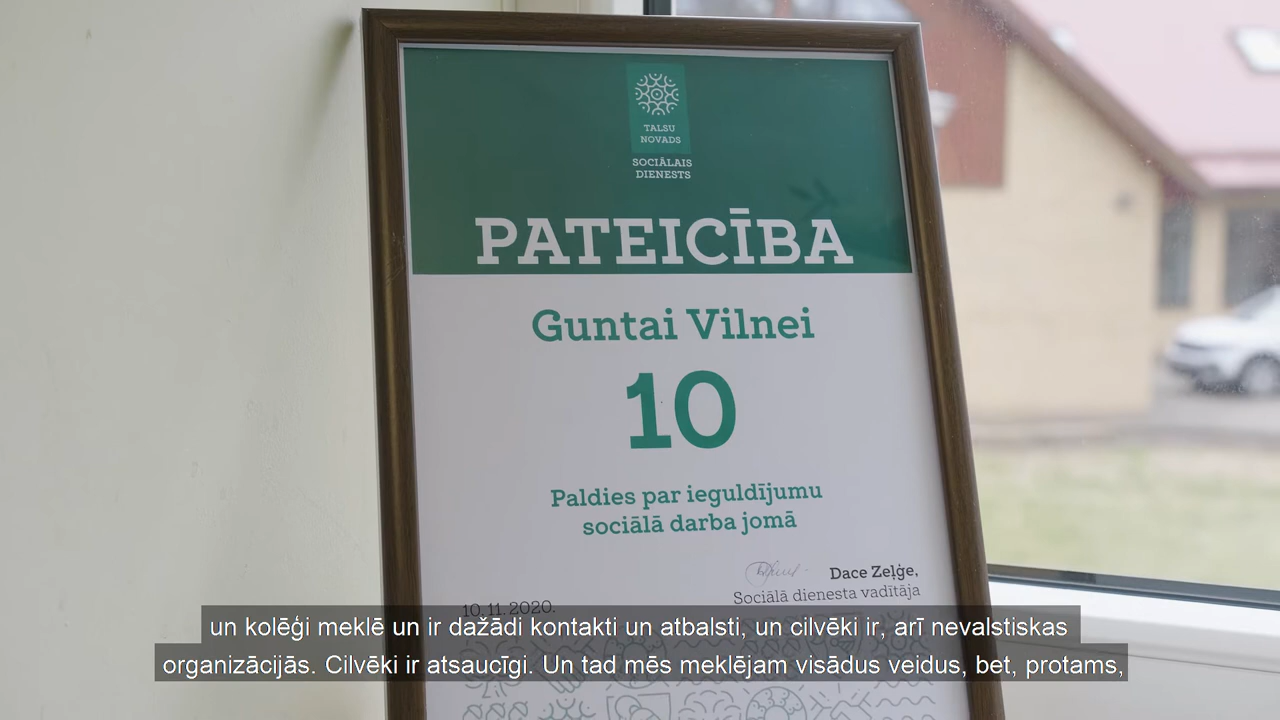 TALSU
NOVADS
SOCIĀLAIS
DIENESTS
PATEICĪBA
Guntai Vilnei
10
Paldies par ieguldījumu
sociālā darba jomā
Dace Zeļģe,
Sociālā dienesta vadītāja
10.11.2020.
un kolēģi meklē un ir dažādi kontakti un atbalsti, un cilvēki ir, arī nevalstiskas
organizācijās. Cilvēki ir atsaucīgi. Un tad mēs meklējam visādus veidus, bet, protams,